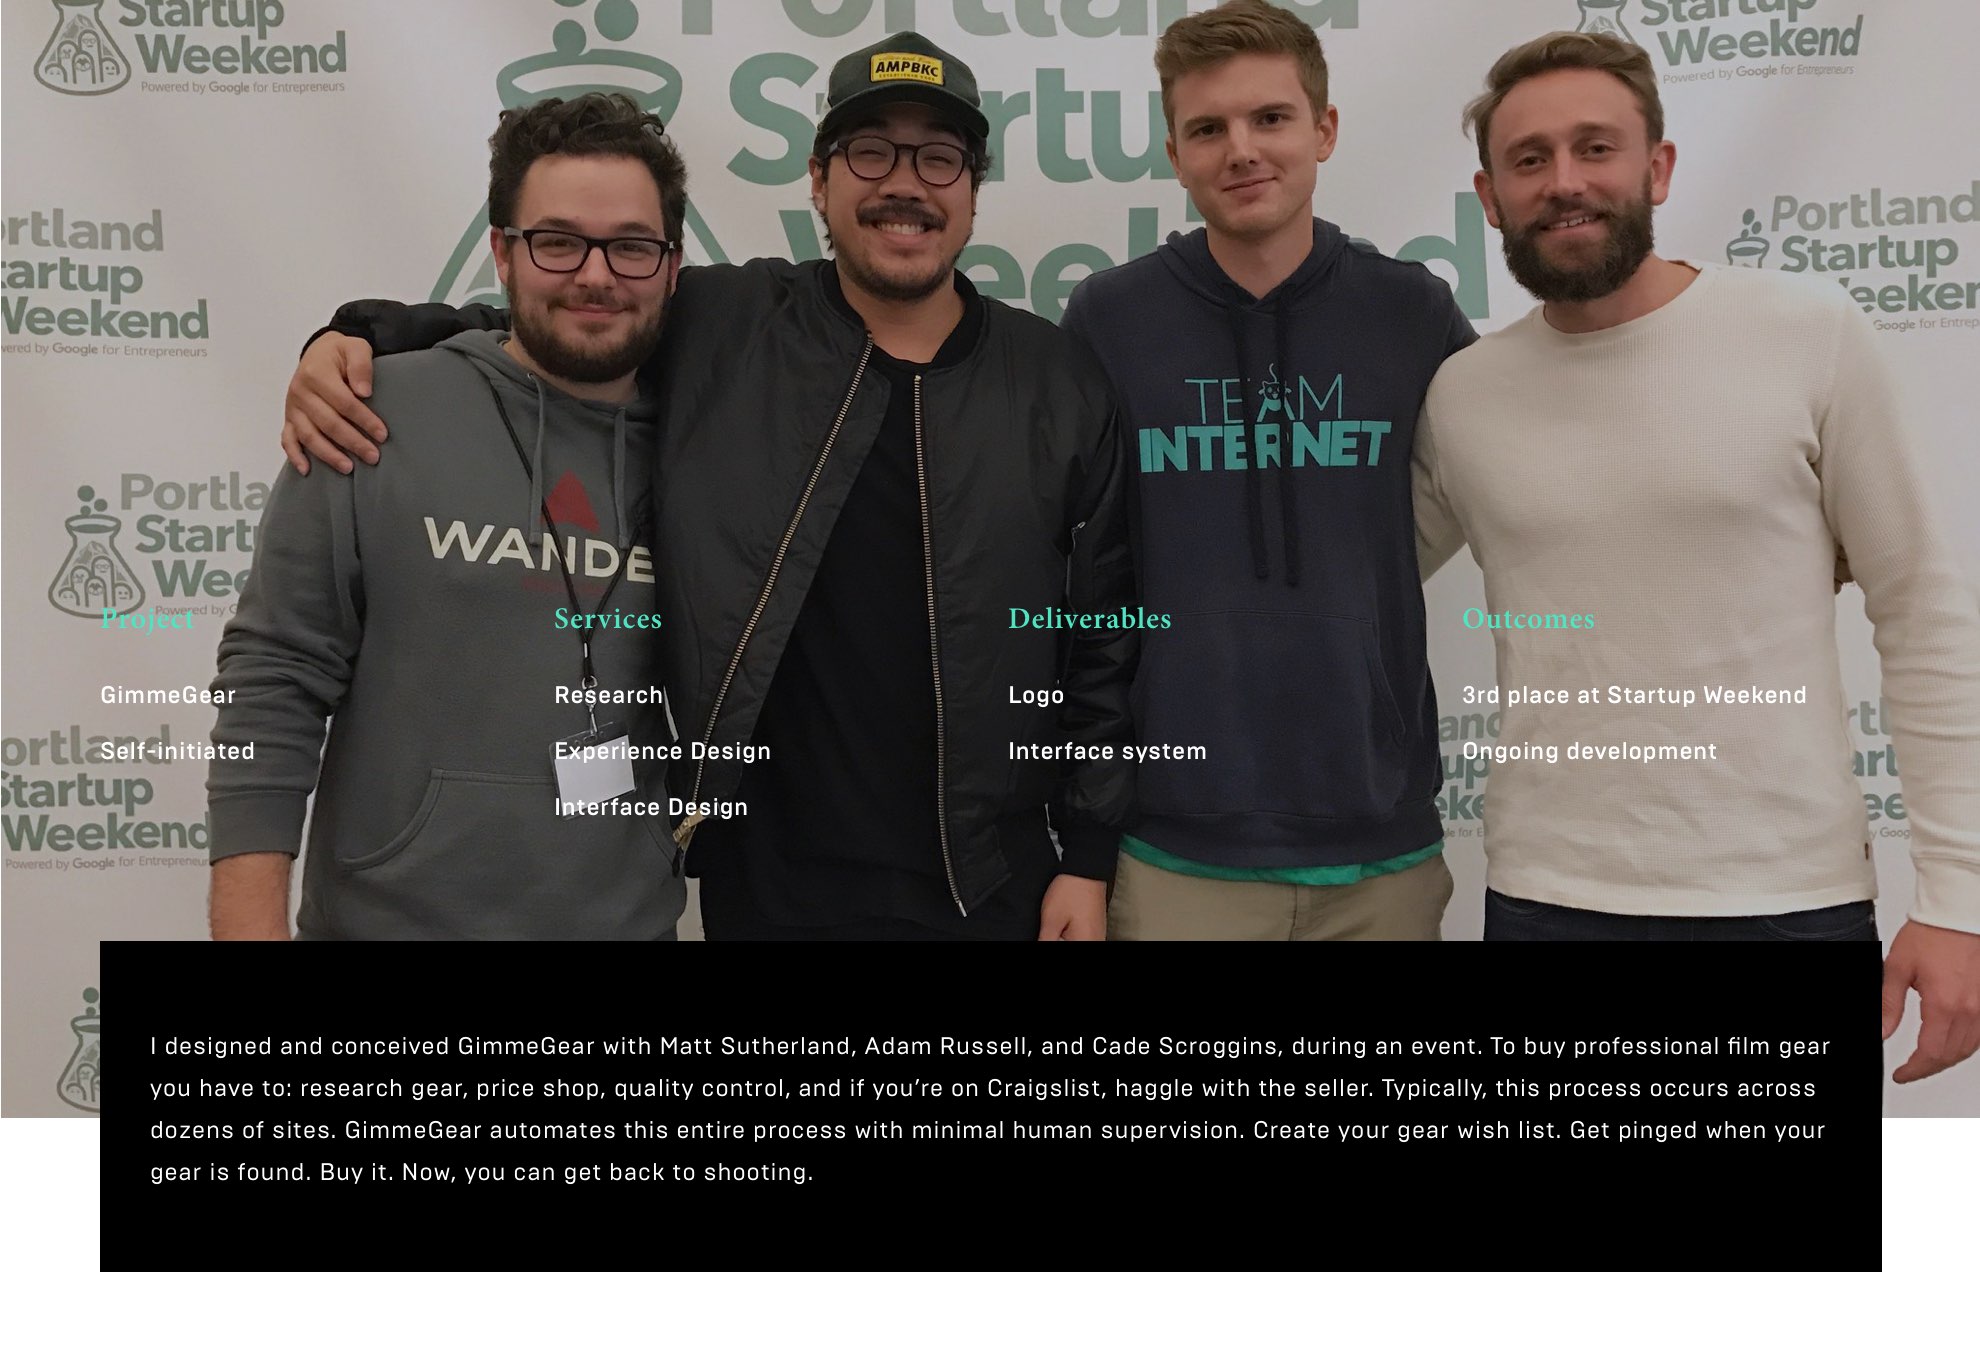 Startup
Weekend
Powered by Google for Entrepreneurs
Portland
Startup
Weekend
Startup
Weekend
Powered by Google for Entrepreneurs
AMPBKC
rtland
tartup
Weekend
ered by Google for Entrepreneurs
Portland
Startup
Weeken
Google for Entrep
TEAM
INTERNET
Portla
Start
Wee
Powered by G
WANDE
Project
Services
Deliverables
Outcomes
GimmeGear
Research
Logo
3rd place at Startup Weekend
Self-initiated
Experience Design
Interface system
Ongoing development
Interface Design
ortland
Startup
Weekend
Powered by Google for Entrepreneur
I designed and conceived GimmeGear with Matt Sutherland, Adam Russell, and Cade Scroggins, during an event. To buy professional film gear
you have to: research gear, price shop, quality control, and if you’re on Craigslist, haggle with the seller. Typically, this process occurs across
dozens of sites. GimmeGear automates this entire process with minimal human supervision. Create your gear wish list. Get pinged when your
gear is found. Buy it. Now, you can get back to shooting.